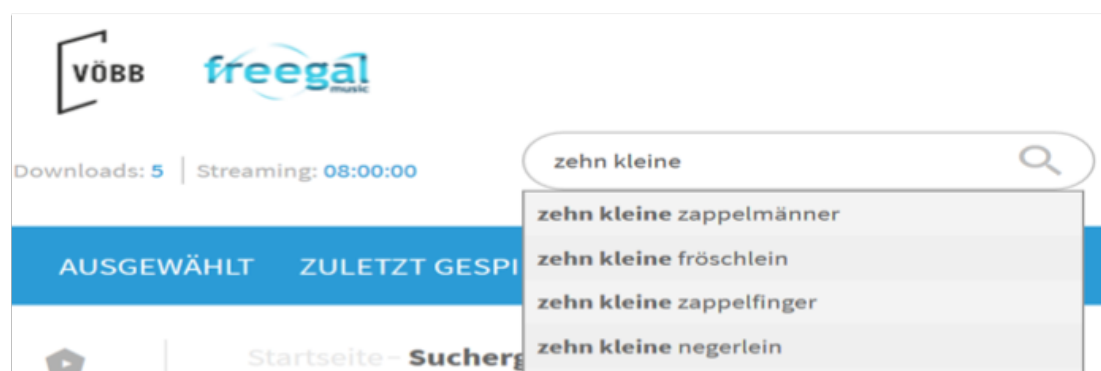 VÖBB
freegal
music
Downloads: 5 | Streaming: 08:00:00
zehn kleine
zehn kleine zappelmänner
zehn kleine fröschlein
zehn kleine zappelfinger
zehn kleine negerlein
AUSGEWÄHLT ZULETZT GESPI
Startseite - Sucherg